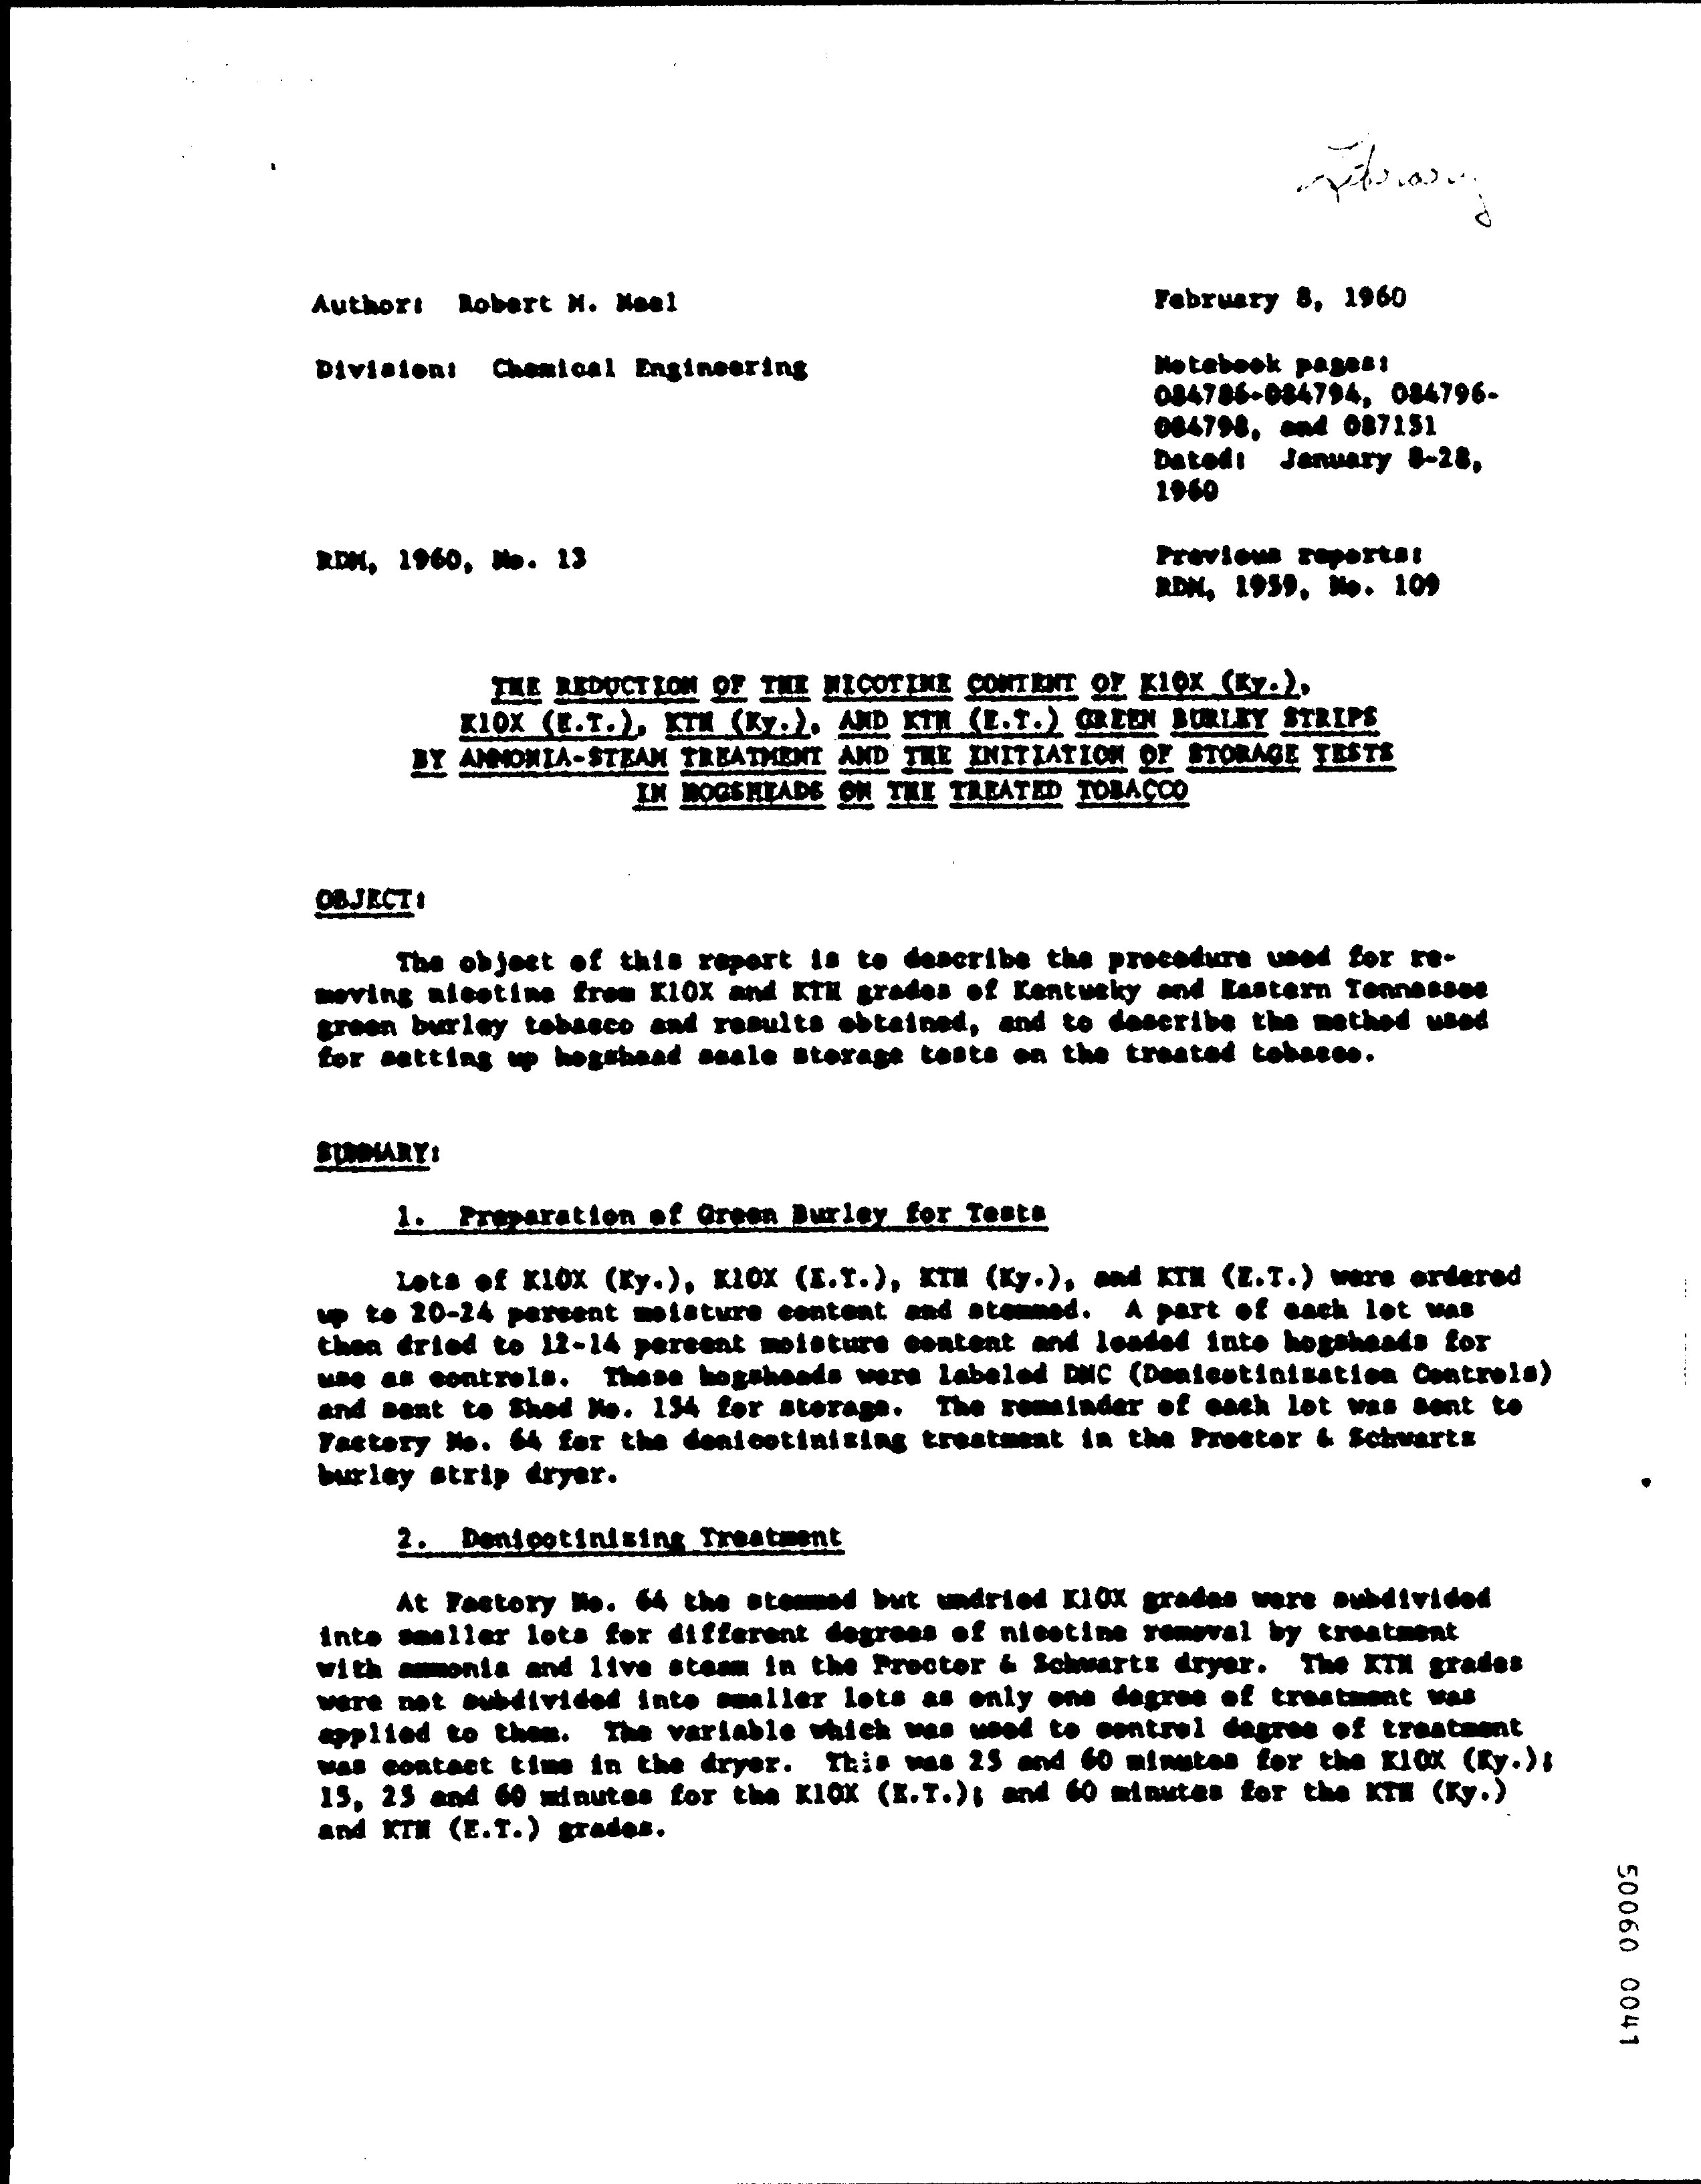 Library
Author: Robert M. Neel
February 8, 1960
Division: Chemical Engineering
Notebook pages:
084786-084794, 084796-
084798, and 087151
Dated: January 8-28,
1960
RDM, 1960, No. 13
Previous reports:
RDM, 1959, No. 109
THE REDUCTION OF THE NICOTINE CONTENT OF K10X (Ky.),
K10X (E.T.), KTH (Ky.), AND KTH (E.T.) GREEN BURLEY STRIPS
BY AMMONIA-STEAM TREATMENT AND THE INITIATION OF STORAGE TESTS
IN HOGSHEADS ON THE TREATED TOBACCO
OBJECT:
The object of this report is to describe the procedure used for re-
moving nicotine from K10X and KTH grades of Kentucky and Eastern Tennessee
green burley tobacco and results obtained, and to describe the method used
for setting up hogshead scale storage tests on the treated tobacco.
SUMMARY:
1. Preparation of Green Burley for Tests
Lots of K10X (Ky.), K10X (E.T.), KTH (Ky.), and KTH (E.T.) were ordered
up to 20-24 percent moisture content and stemmed. A part of each lot was
then dried to 12-14 percent moisture content and loaded into hogsheads for
use as controls. These hogsheads were labeled DNC (Denicotinization Controls)
and sent to Shed No. 154 for storage. The remainder of each lot was sent to
Factory No. 64 for the denicotinizing treatment in the Proctor & Schwartz
burley strip dryer.
2. Denicotinizing Treatment
At Factory No. 64 the stemmed but undried K10X grades were subdivided
into smaller lots for different degrees of nicotine removal by treatment
with ammonia and live steam in the Proctor & Schwartz dryer. The KTH grades
were not subdivided into smaller lots as only one degree of treatment was
applied to them. The variable which was used to control degree of treatment
was contact time in the dryer. This was 25 and 60 minutes for the K10X (Ky.);
15, 25 and 60 minutes for the K10X (E.T.); and 60 minutes for the KTH (Ky.)
and KTH (E.T.) grades.
50060 0041